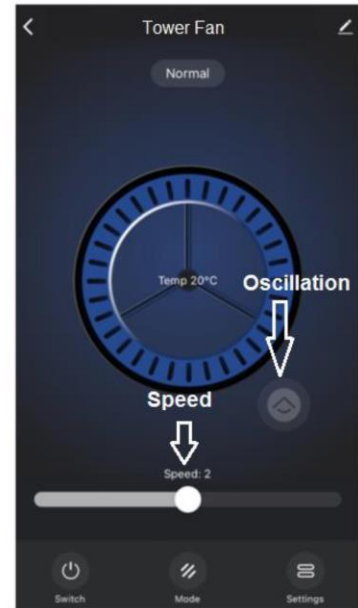 Tower Fan
Normal
Temp 20°C
Oscillation
Speed
Speed: 2
Switch Mode Settings